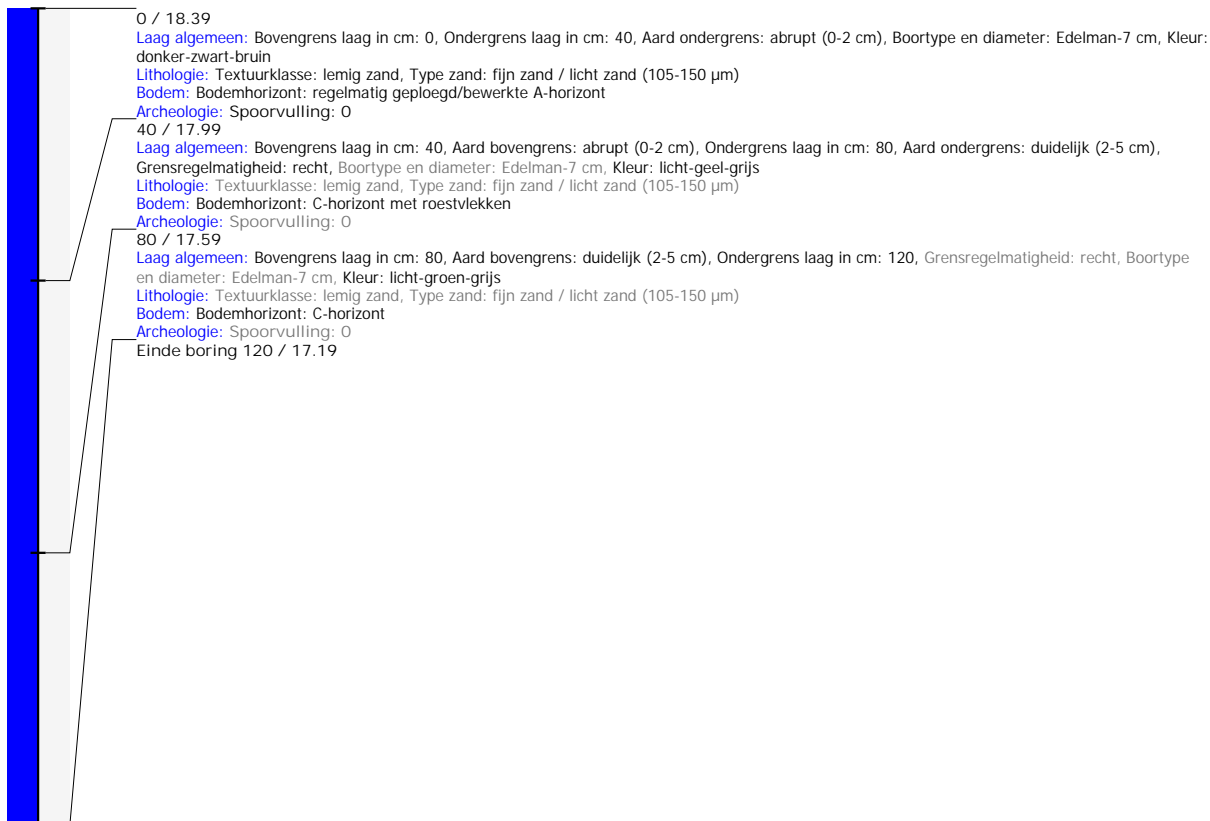 0 / 18.39
Laag algemeen: Bovengrens laag in cm: 0, Ondergrens laag in cm: 40, Aard ondergrens: abrupt (0-2 cm), Boortype en diameter: Edelman-7 cm, Kleur:
donker-zwart-bruin
Lithologie: Textuurklasse: lemig zand, Type zand: fijn zand / licht zand (105-150 µm)
Bodem: Bodemhorizont: regelmatig geploegd/bewerkte A-horizont
Archeologie: Spoorvulling: 0
40 / 17.99
Laag algemeen: Bovengrens laag in cm: 40, Aard bovengrens: abrupt (0-2 cm), Ondergrens laag in cm: 80, Aard ondergrens: duidelijk (2-5 cm),
Grensregelmatigheid: recht, Boortype en diameter: Edelman-7 cm, Kleur: licht-geel-grijs
Lithologie: Textuurklasse: lemig zand, Type zand: fijn zand / licht zand (105-150 µm)
Bodem: Bodemhorizont: C-horizont met roestvlekken
Archeologie: Spoorvulling: 0
80 / 17.59
Laag algemeen: Bovengrens laag in cm: 80, Aard bovengrens: duidelijk (2-5 cm), Ondergrens laag in cm: 120, Grensregelmatigheid: recht, Boortype
en diameter: Edelman-7 cm, Kleur: licht-groen-grijs
Lithologie: Textuurklasse: lemig zand, Type zand: fijn zand / licht zand (105-150 µm)
Bodem: Bodemhorizont: C-horizont
Archeologie: Spoorvulling: 0
Einde boring 120 / 17.19